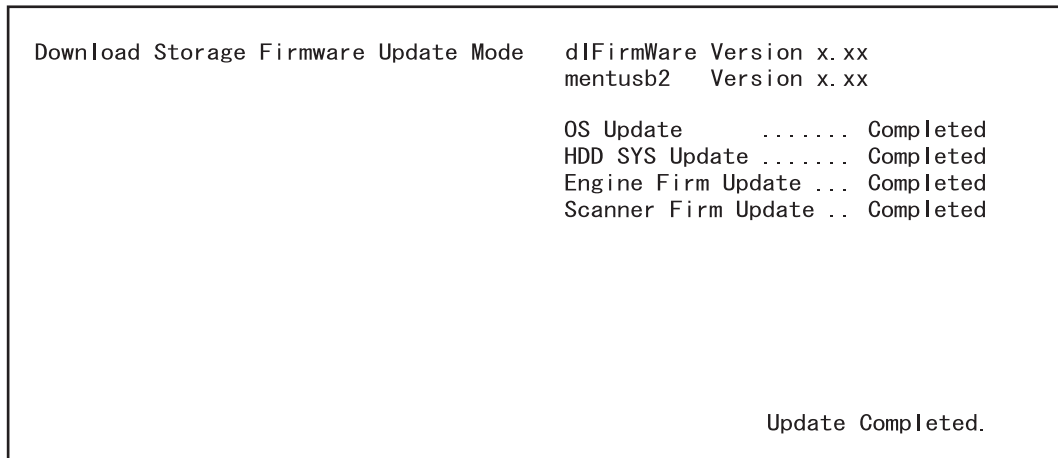 Download Storage Firmware Update Mode dlFirmWare Version x.xx
mentusb2 Version x.xx
OS Update ....... Completed
HDD SYS Update ....... Completed
Engine Firm Update ... Completed
Scanner Firm Update .. Completed
Update Completed.